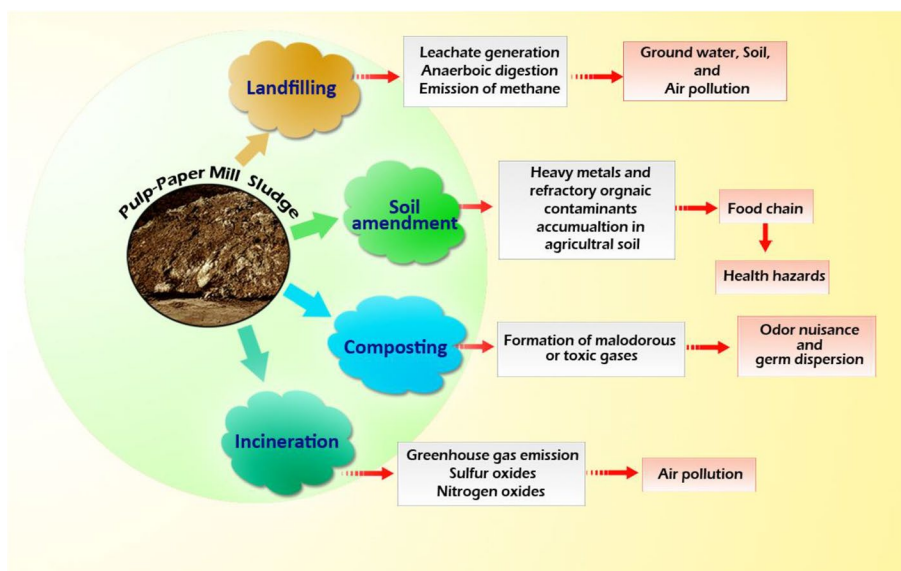 Pulp-Paper Mill Sludge
Landfilling
Leachate generation
Anaerboic digestion
Emission of methane
Ground water, Soil,
and
Air pollution
Soil
amendment
Heavy metals and
refractory orgnaic
contaminants
accumualtion in
agricultral soil
Food chain
Health hazards
Composting
Formation of malodorous
or toxic gases
Odor nuisance
and
germ dispersion
Incineration
Greenhouse gas emission
Sulfur oxides
Nitrogen oxides
Air pollution